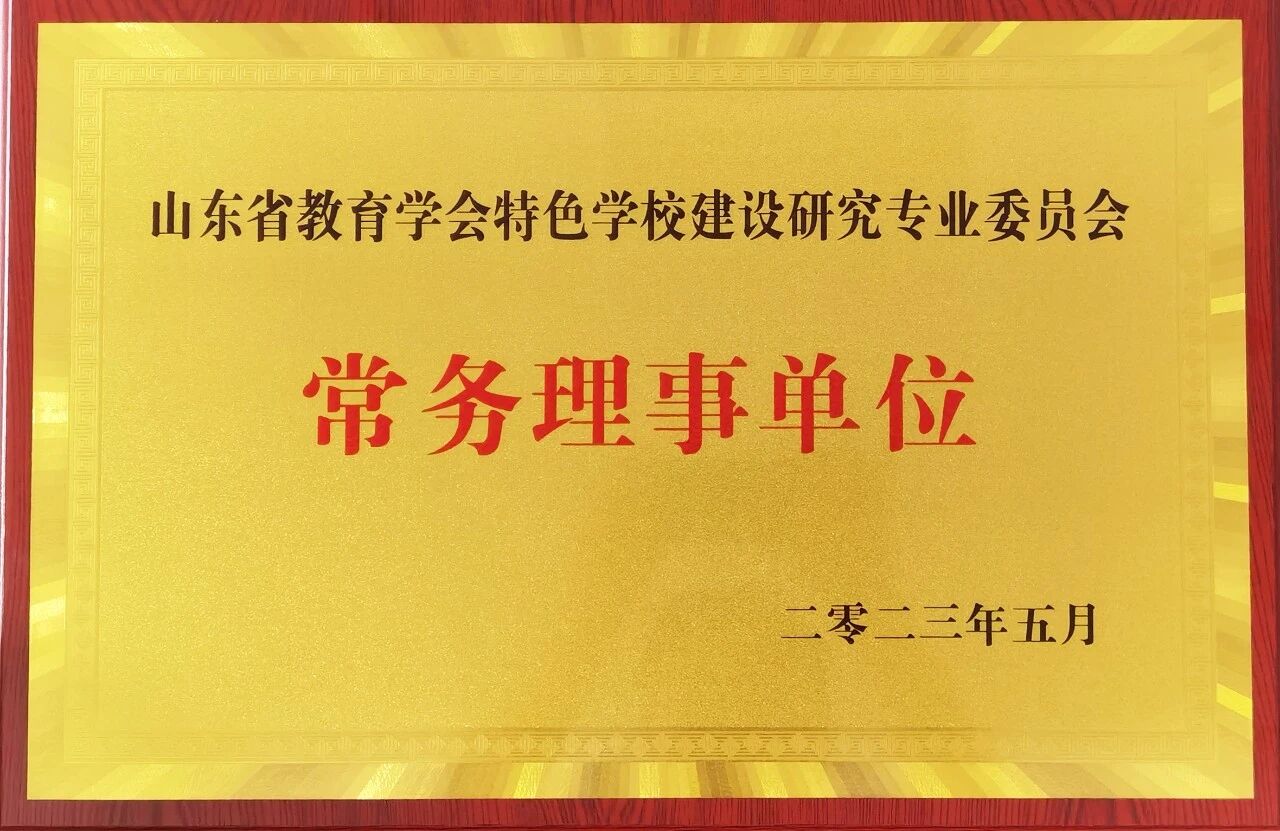 山东省教育学会特色学校建设研究专业委员会
常务理事单位
二零二三年五月